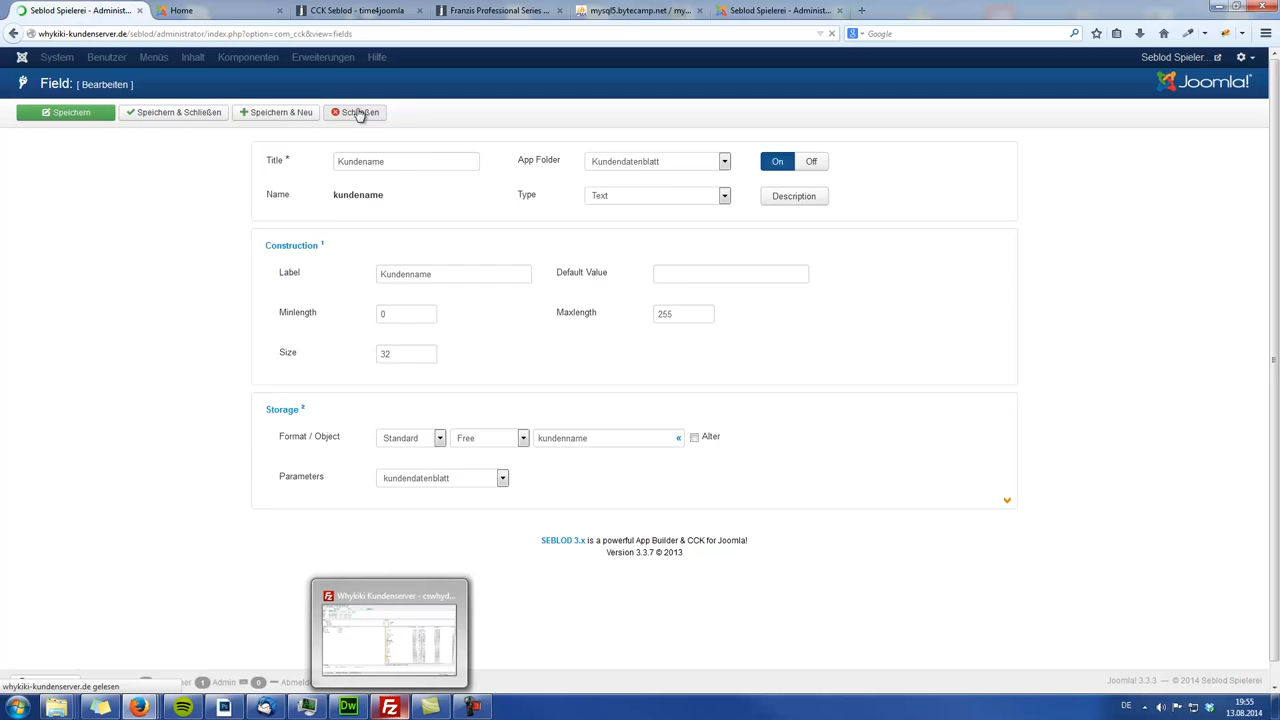 Seblod Spielerei - Administ...
Home
CCK Seblod - time4joomla
Franzis Professional Series ...
mysql5.bytecamp.net / my...
Seblod Spielerei - Administ...
whykiki-kundenserver.de/seblod/administrator/index.php?option=com_cck&view=fields
Google
System Benutzer Menüs Inhalt Komponenten Erweiterungen Hilfe
Seblod Spieler...
Field: [ Bearbeiten ]
Joomla!
Speichern
Speichern & Schließen
Speichern & Neu
Schließen
Title *
Kundename
App Folder
Kundendatenblatt
On Off
Name
kundename
Type
Text
Description
Construction 1
Label
Kundenname
Default Value
Minlength
0
Maxlength
255
Size
32
Storage 2
Format / Object
Standard
Free
kundenname
«
Alter
Parameters
kundendatenblatt
SEBLOD 3.x is a powerful App Builder & CCK for Joomla!
Version 3.3.7 © 2013
Whykiki Kundenserver - cswhyd...
1 Admin
0
Joomla! 3.3.3 — © 2014 Seblod Spielerei
whykiki-kundenserver.de gelesen
Dw
Fz
DE
19:55
13.08.2014